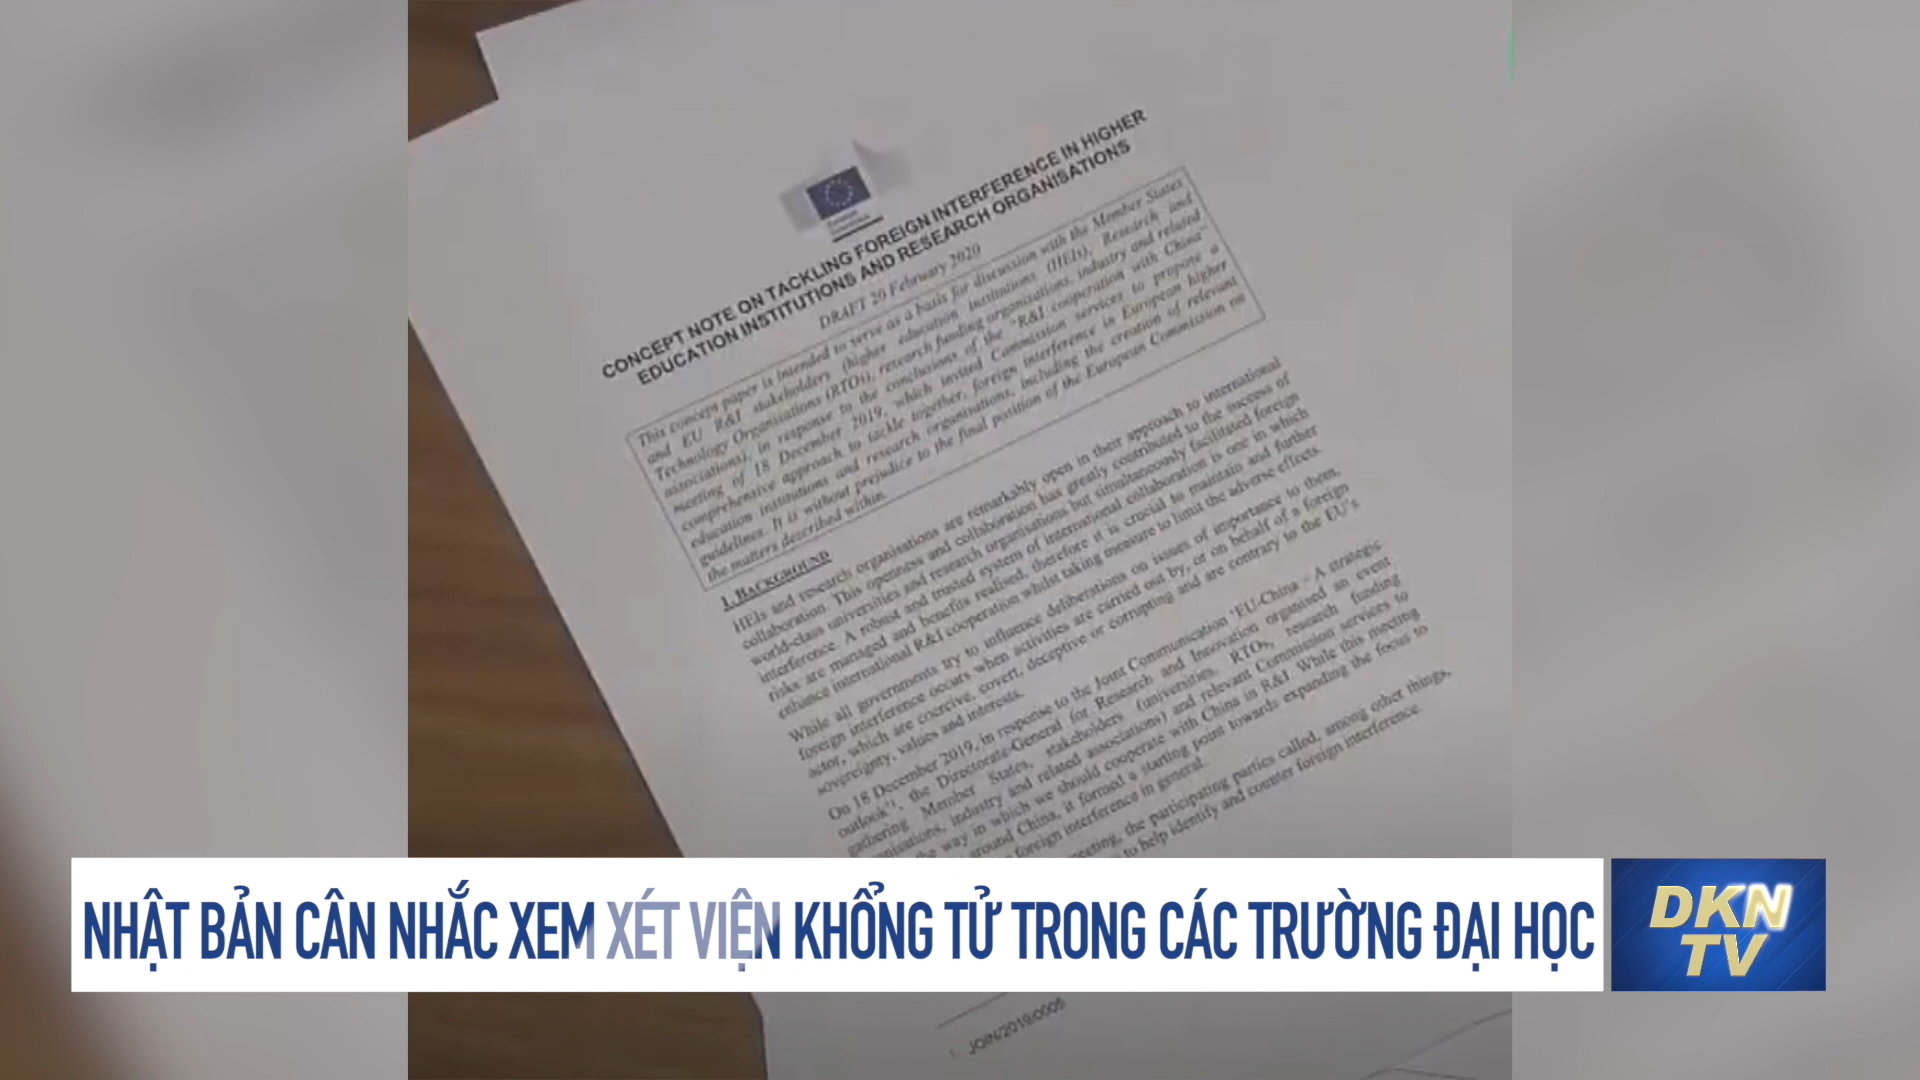 CONCEPT NOTE ON TACKLING FOREIGN INTERFERENCE IN HIGHER
EDUCATION INSTITUTIONS AND RESEARCH ORGANISATIONS
DRAFT 20 February 2020
This concept paper is intended to serve as a basis for discussion with the Member States
and EU R&I stakeholders (higher education Institutions (HEIs), Research and
Technology Organisations (RTOs), research funding organisations, industry and related
associations), in response to the conclusions of the "R&I cooperation with China"
meeting of 18 December 2019, which invited Commission services to propose a
comprehensive approach to tackle together, foreign interference in European higher
education institutions and research organisations, including the creation of relevant
guidelines. It is without prejudice to the final position of the European Commission on
the matters described within.
1. BACKGROUND
HEIs and research organisations are remarkably open in their approach to international
collaboration. This openness and collaboration has greatly contributed to the success of
world-class universities and research organisations but simultaneously facilitated foreign
interference. A robust and trusted system of international collaboration is one in which
risks are managed and benefits realised, therefore it is crucial to maintain and further
enhance international R&I cooperation whilst taking measure to limit the adverse effects.
While all governments try to influence deliberations on issues of importance to them,
foreign interference occurs when activities are carried out by, or on behalf of a foreign
actor, which are coercive, covert, deceptive or corrupting and are contrary to the EU's
sovereignty, values and interests.
On 18 December 2019, in response to the Joint Communication 'EU-China - A strategic
outlook'¹, the Directorate-General for Research and Innovation organised an event
gathering Member States, stakeholders (universities, RTOs, research funding
organisations, industry and related associations) and relevant Commission services to
the way in which we should cooperate with China in R&I. While this meeting
around China, it formed a starting point towards expanding the focus to
foreign interference in general.
meeting, the participating parties called, among other things,
to help identify and counter foreign interference.
NHẬT BẢN CÂN NHẮC XEM XÉT VIỆN KHỔNG TỬ TRONG CÁC TRƯỜNG ĐẠI HỌC
DKN
TV
¹ JOIN/2019/0005